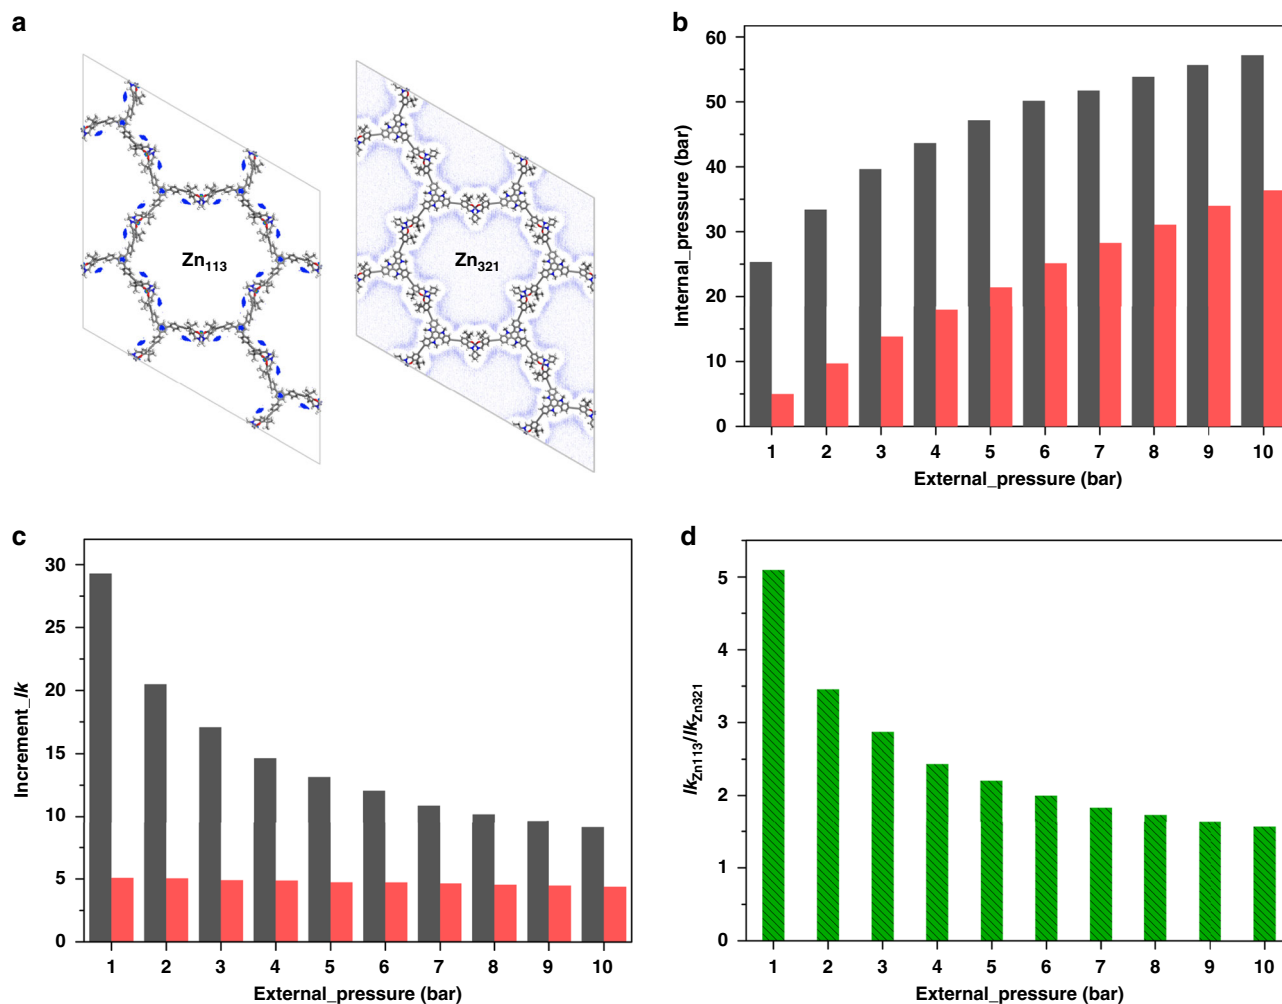 a
Zn113
Zn321
b
60
50
40
30
20
10
0
Internal_pressure (bar)
1 2 3 4 5 6 7 8 9 10
External_pressure (bar)
c
30
25
20
15
10
5
0
Increment_Ik
1 2 3 4 5 6 7 8 9 10
External_pressure (bar)
d
5
4
3
2
1
0
IkZn113/IkZn321
1 2 3 4 5 6 7 8 9 10
External_pressure (bar)